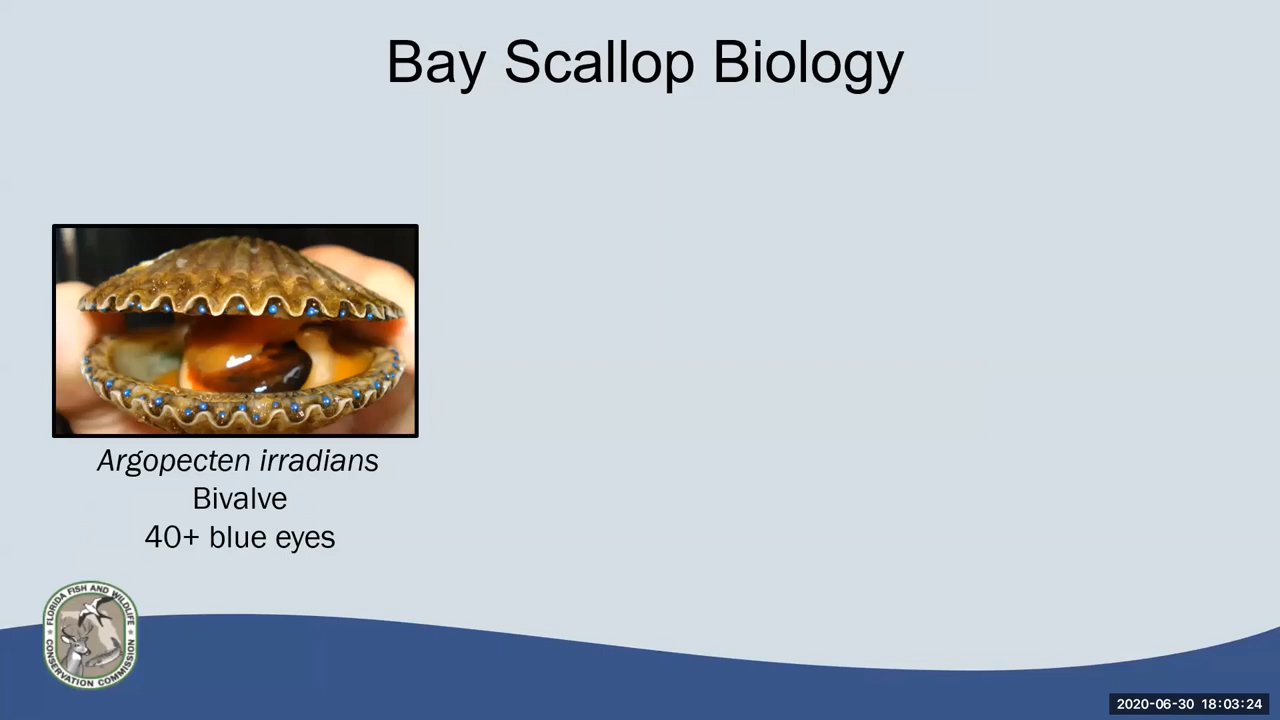 Bay Scallop Biology
Argopecten irradians
Bivalve
40+ blue eyes
FLORIDA FISH AND WILDLIFE
CONSERVATION COMMISSION
2020-06-30 18:03:24